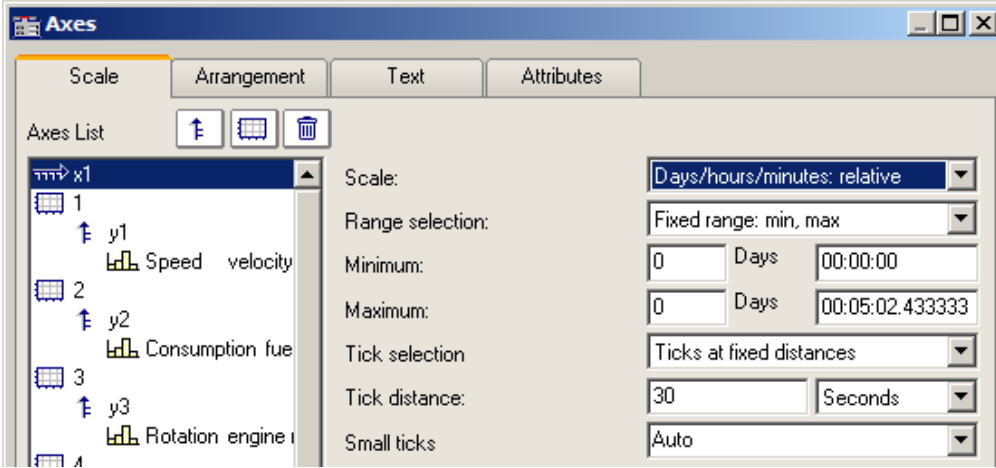 Axes
Scale Arrangement Text Attributes
Axes List
x1
1
y1
Speed velocity
2
y2
Consumption fue
3
y3
Rotation engine
4
Scale: Days/hours/minutes: relative
Range selection: Fixed range: min, max
Minimum: 0 Days 00:00:00
Maximum: 0 Days 00:05:02.433333
Tick selection Ticks at fixed distances
Tick distance: 30 Seconds
Small ticks Auto